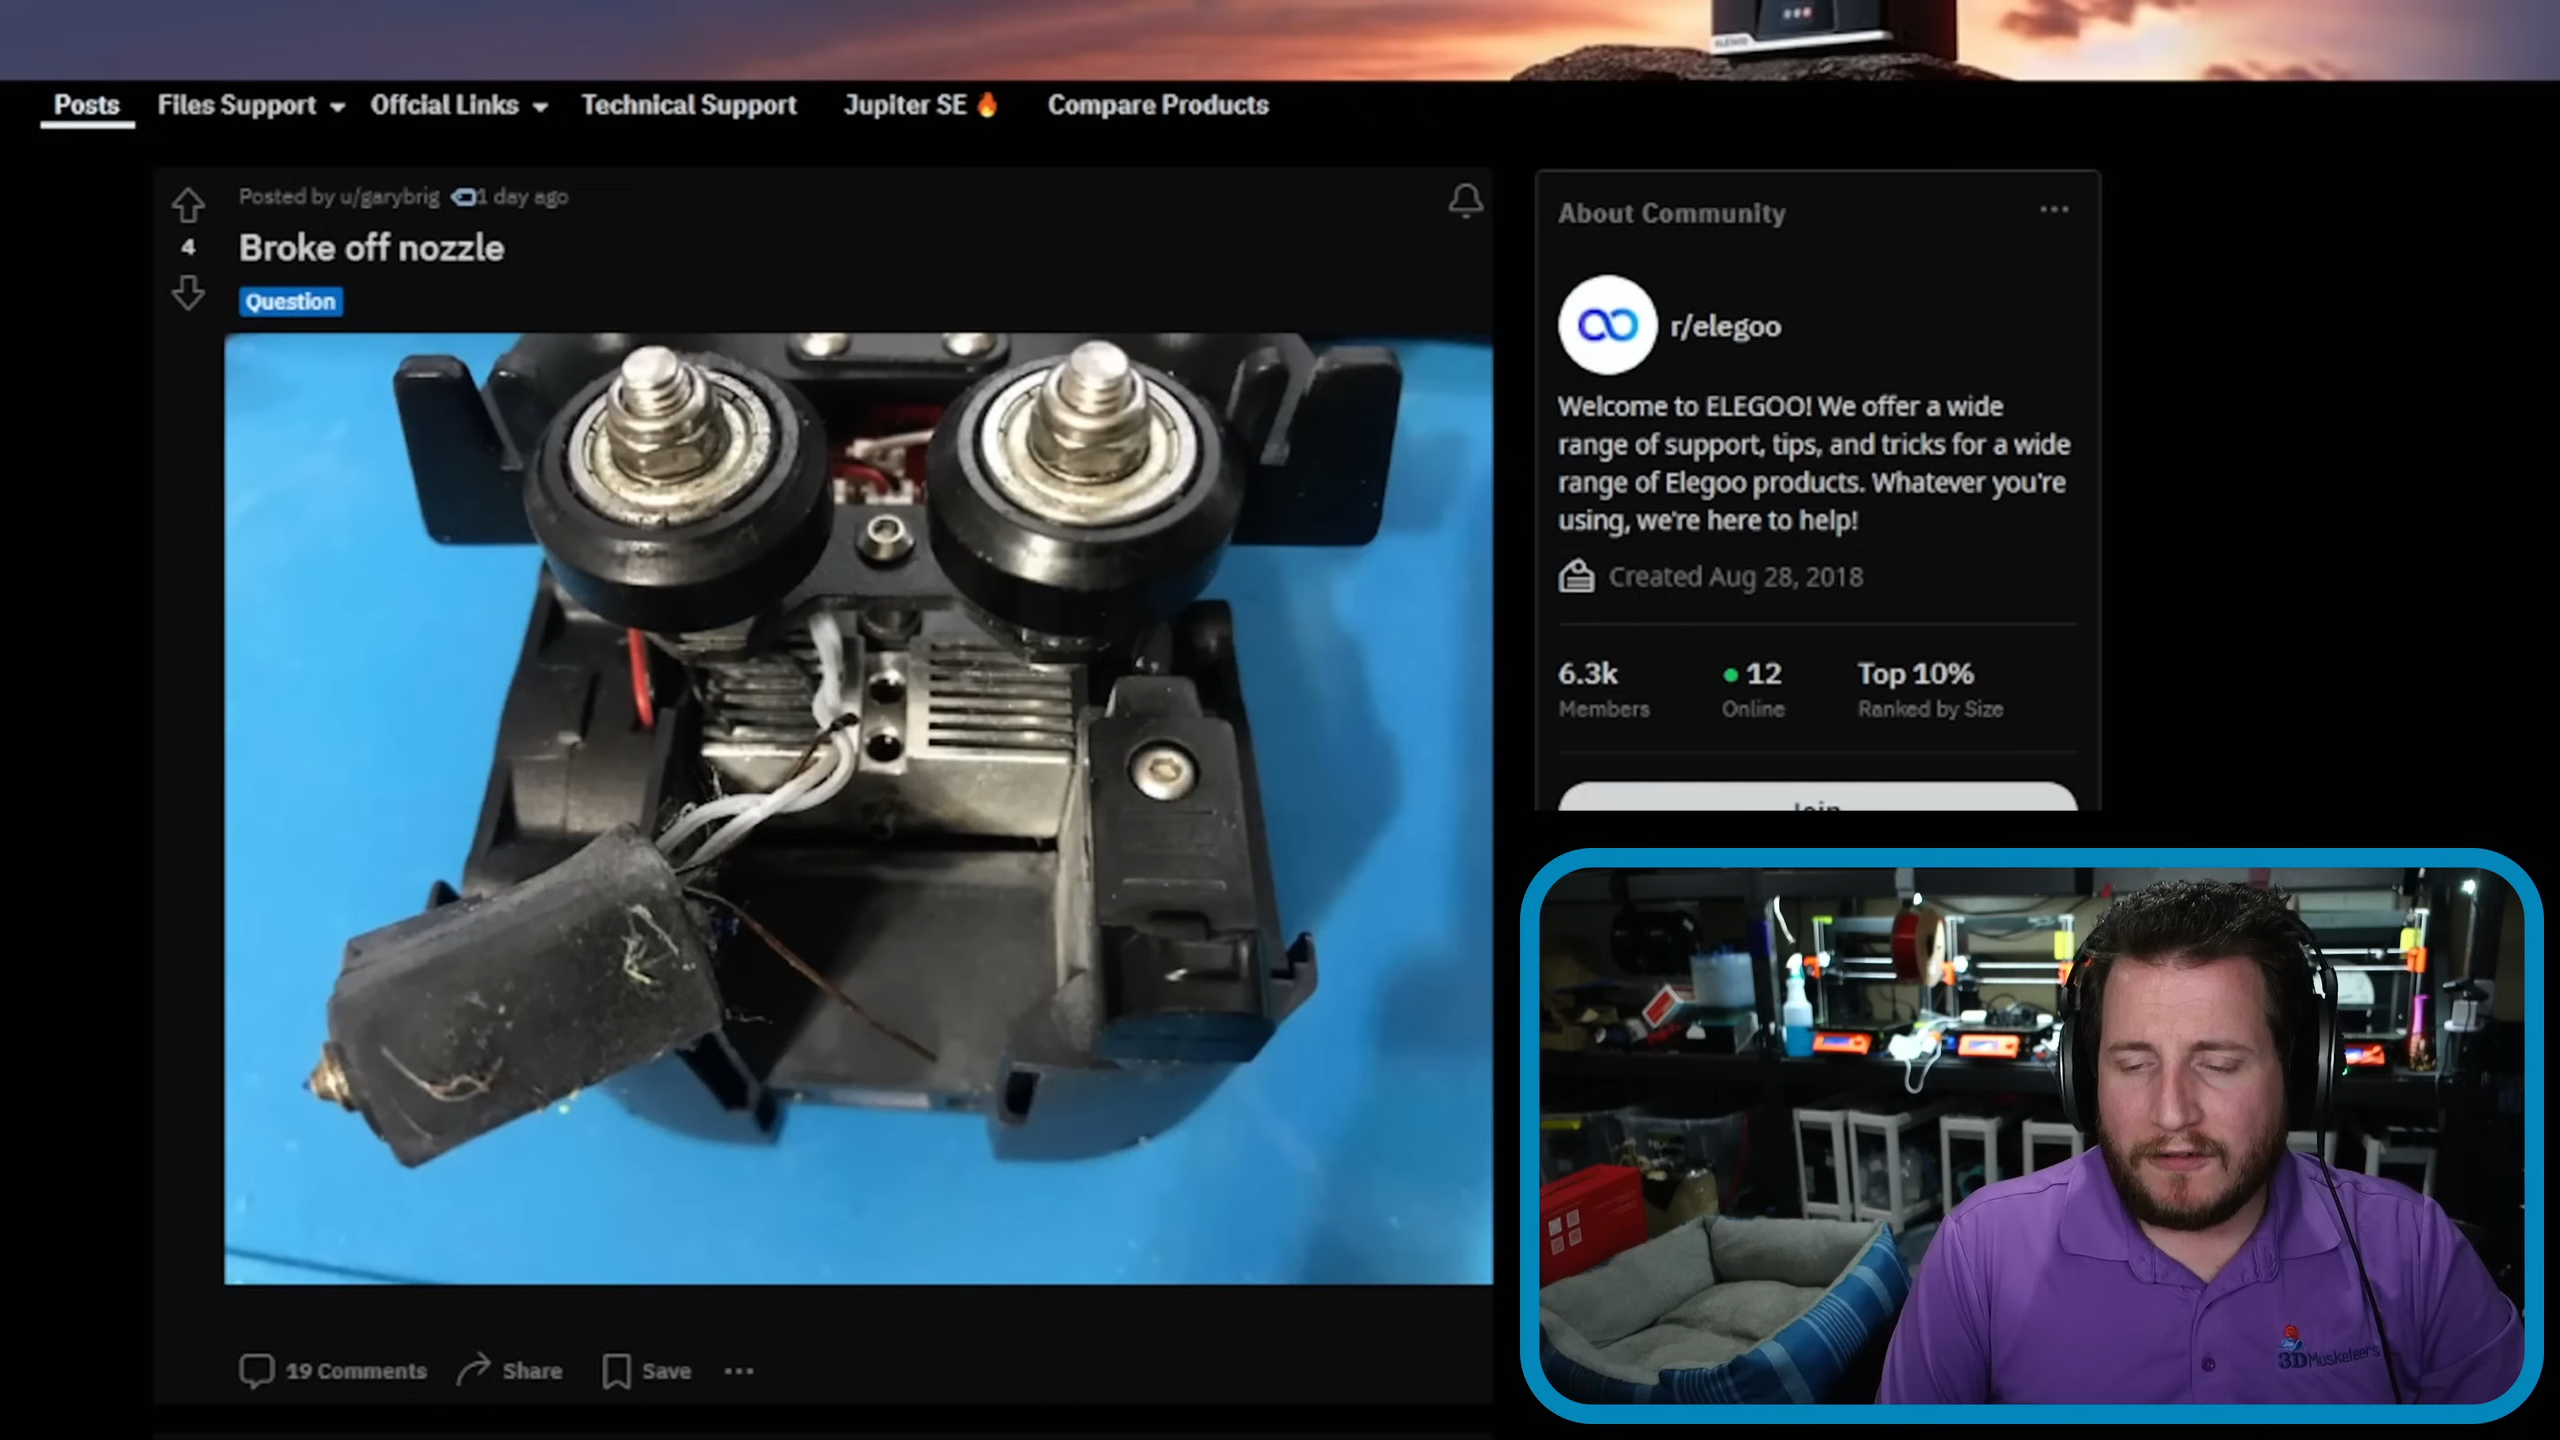 ELEGOO
Posts
Files Support
Offcial Links
Technical Support
Jupiter SE 🔥
Compare Products
Posted by u/garybrig 1 day ago
4
Broke off nozzle
Question
19 Comments
Share
Save
About Community
r/elegoo
Welcome to ELEGOO! We offer a wide
range of support, tips, and tricks for a wide
range of Elegoo products. Whatever you're
using, we're here to help!
Created Aug 28, 2018
6.3k 12 Top 10%
Members Online Ranked by Size
Join
3DMusketeers